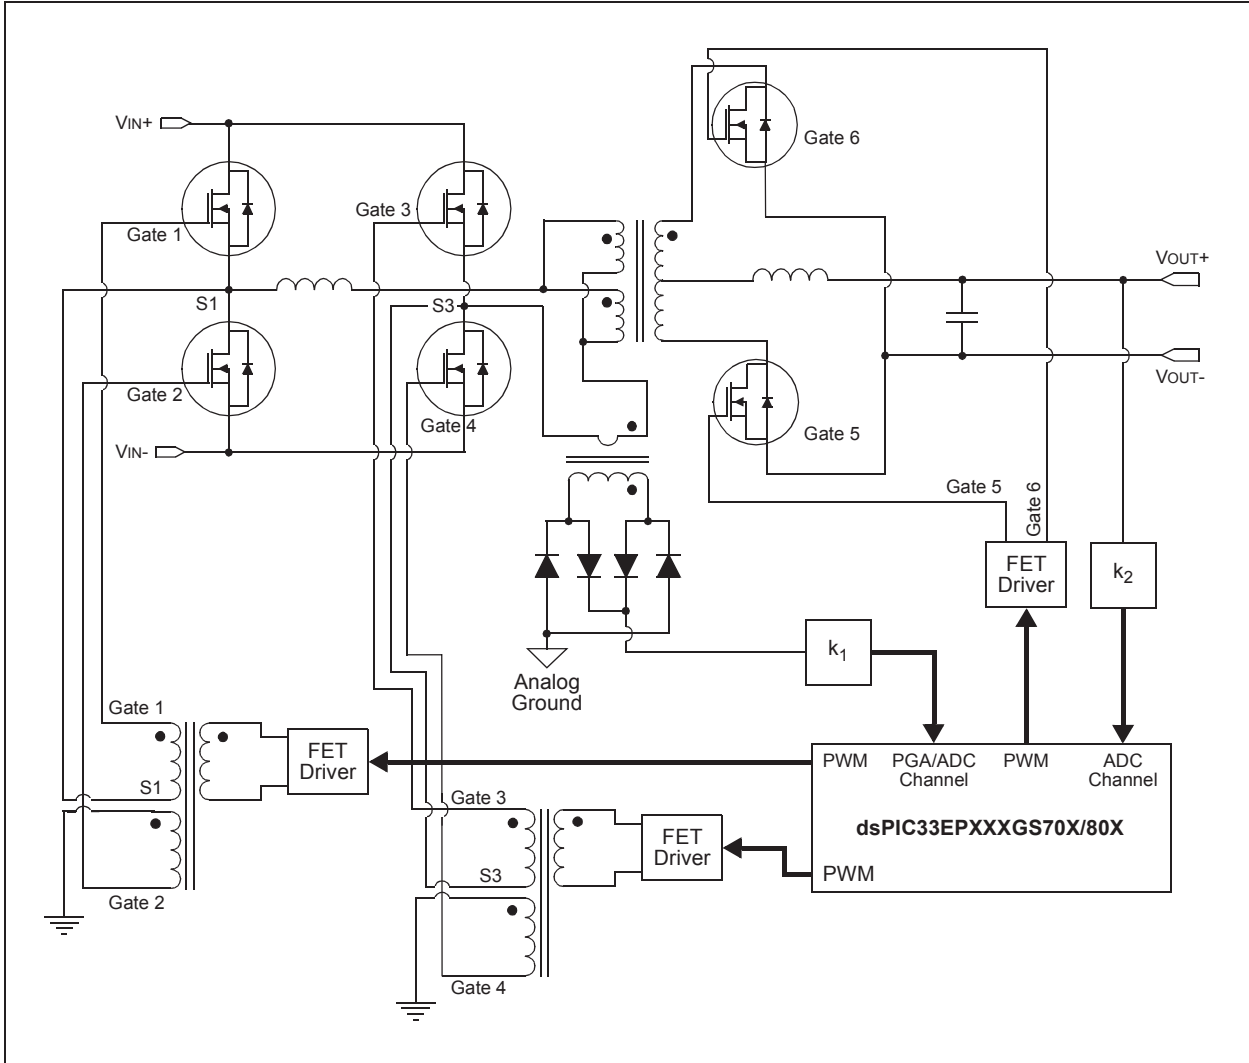 VIN+
Gate 1
Gate 3
Gate 6
S1
S3
VOUT+
Gate 2
Gate 4
VOUT-
VIN-
Gate 5
Gate 5
Gate 6
FET
Driver
k2
k1
Analog
Ground
Gate 1
FET
Driver
S1
PWM
PGA/ADC
Channel
PWM
ADC
Channel
Gate 3
FET
Driver
dsPIC33EPXXXGS70X/80X
S3
PWM
Gate 2
Gate 4